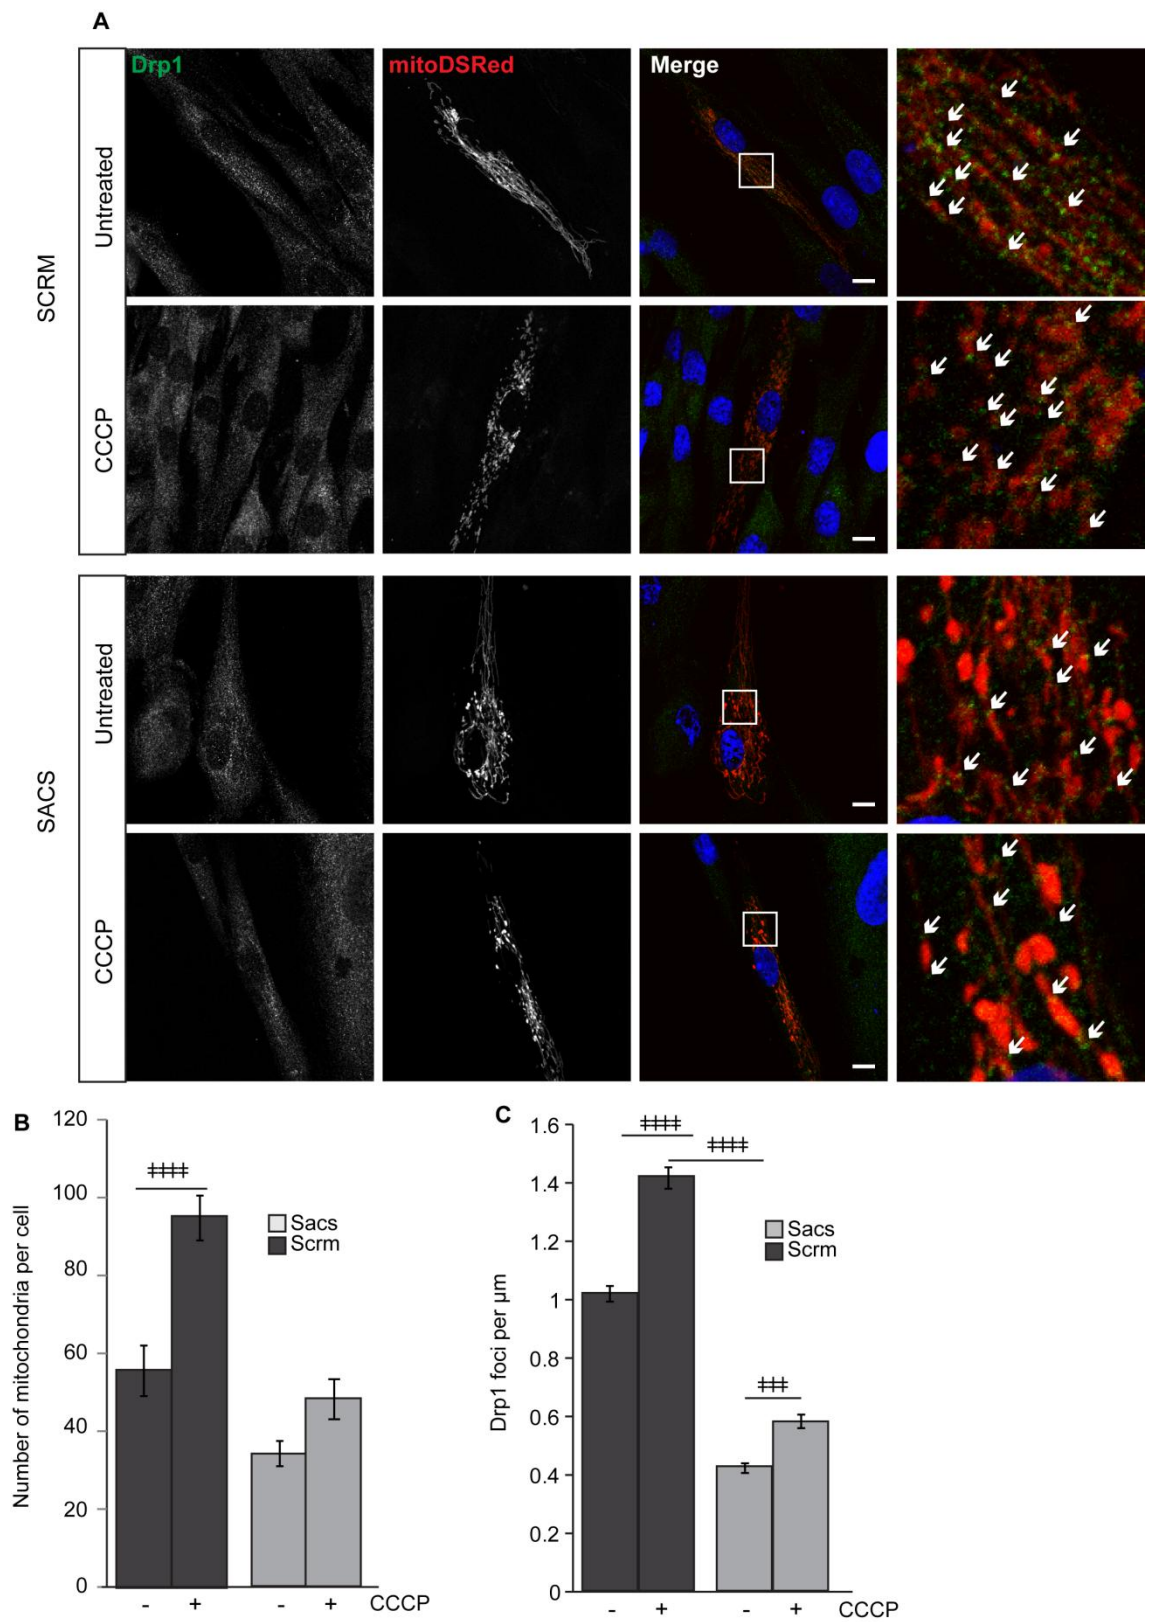 A
Drp1 mitoDSRed Merge
SCRM
Untreated
CCCP
SACS
Untreated
CCCP
B
Number of mitochondria per cell
120
100
80
60
40
20
0
‡‡‡‡
Sacs
Scrm
- + - + CCCP
C
Drp1 foci per µm
1.6
1.4
1.2
1
0.8
0.6
0.4
0.2
0
‡‡‡‡
‡‡‡‡
‡‡‡
Sacs
Scrm
- + - + CCCP